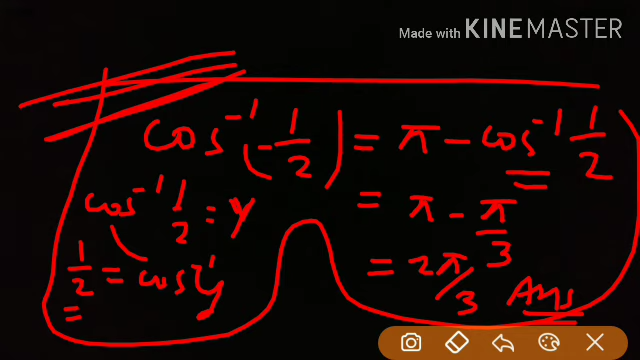 Made with KINEMASTER
cos⁻¹(-1/2) = π - cos⁻¹ 1/2
= π - π/3
= 2π/3 Ans
cos⁻¹ 1/2 = y
1/2 = cos y
=